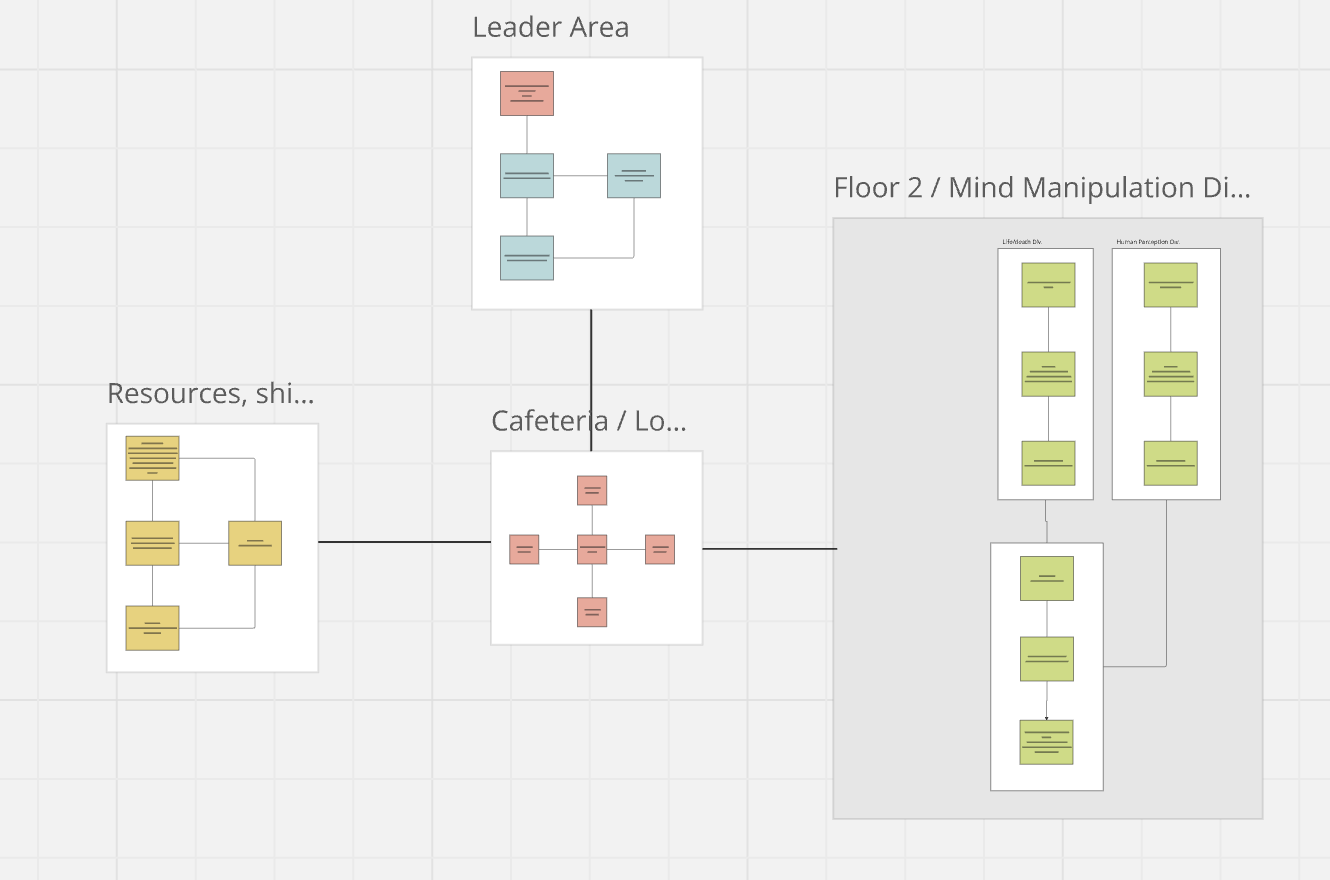 Leader Area
Floor 2 / Mind Manipulation Di...
Life/death Div.
Human Perception Div.
Resources, shi...
Cafeteria / Lo...